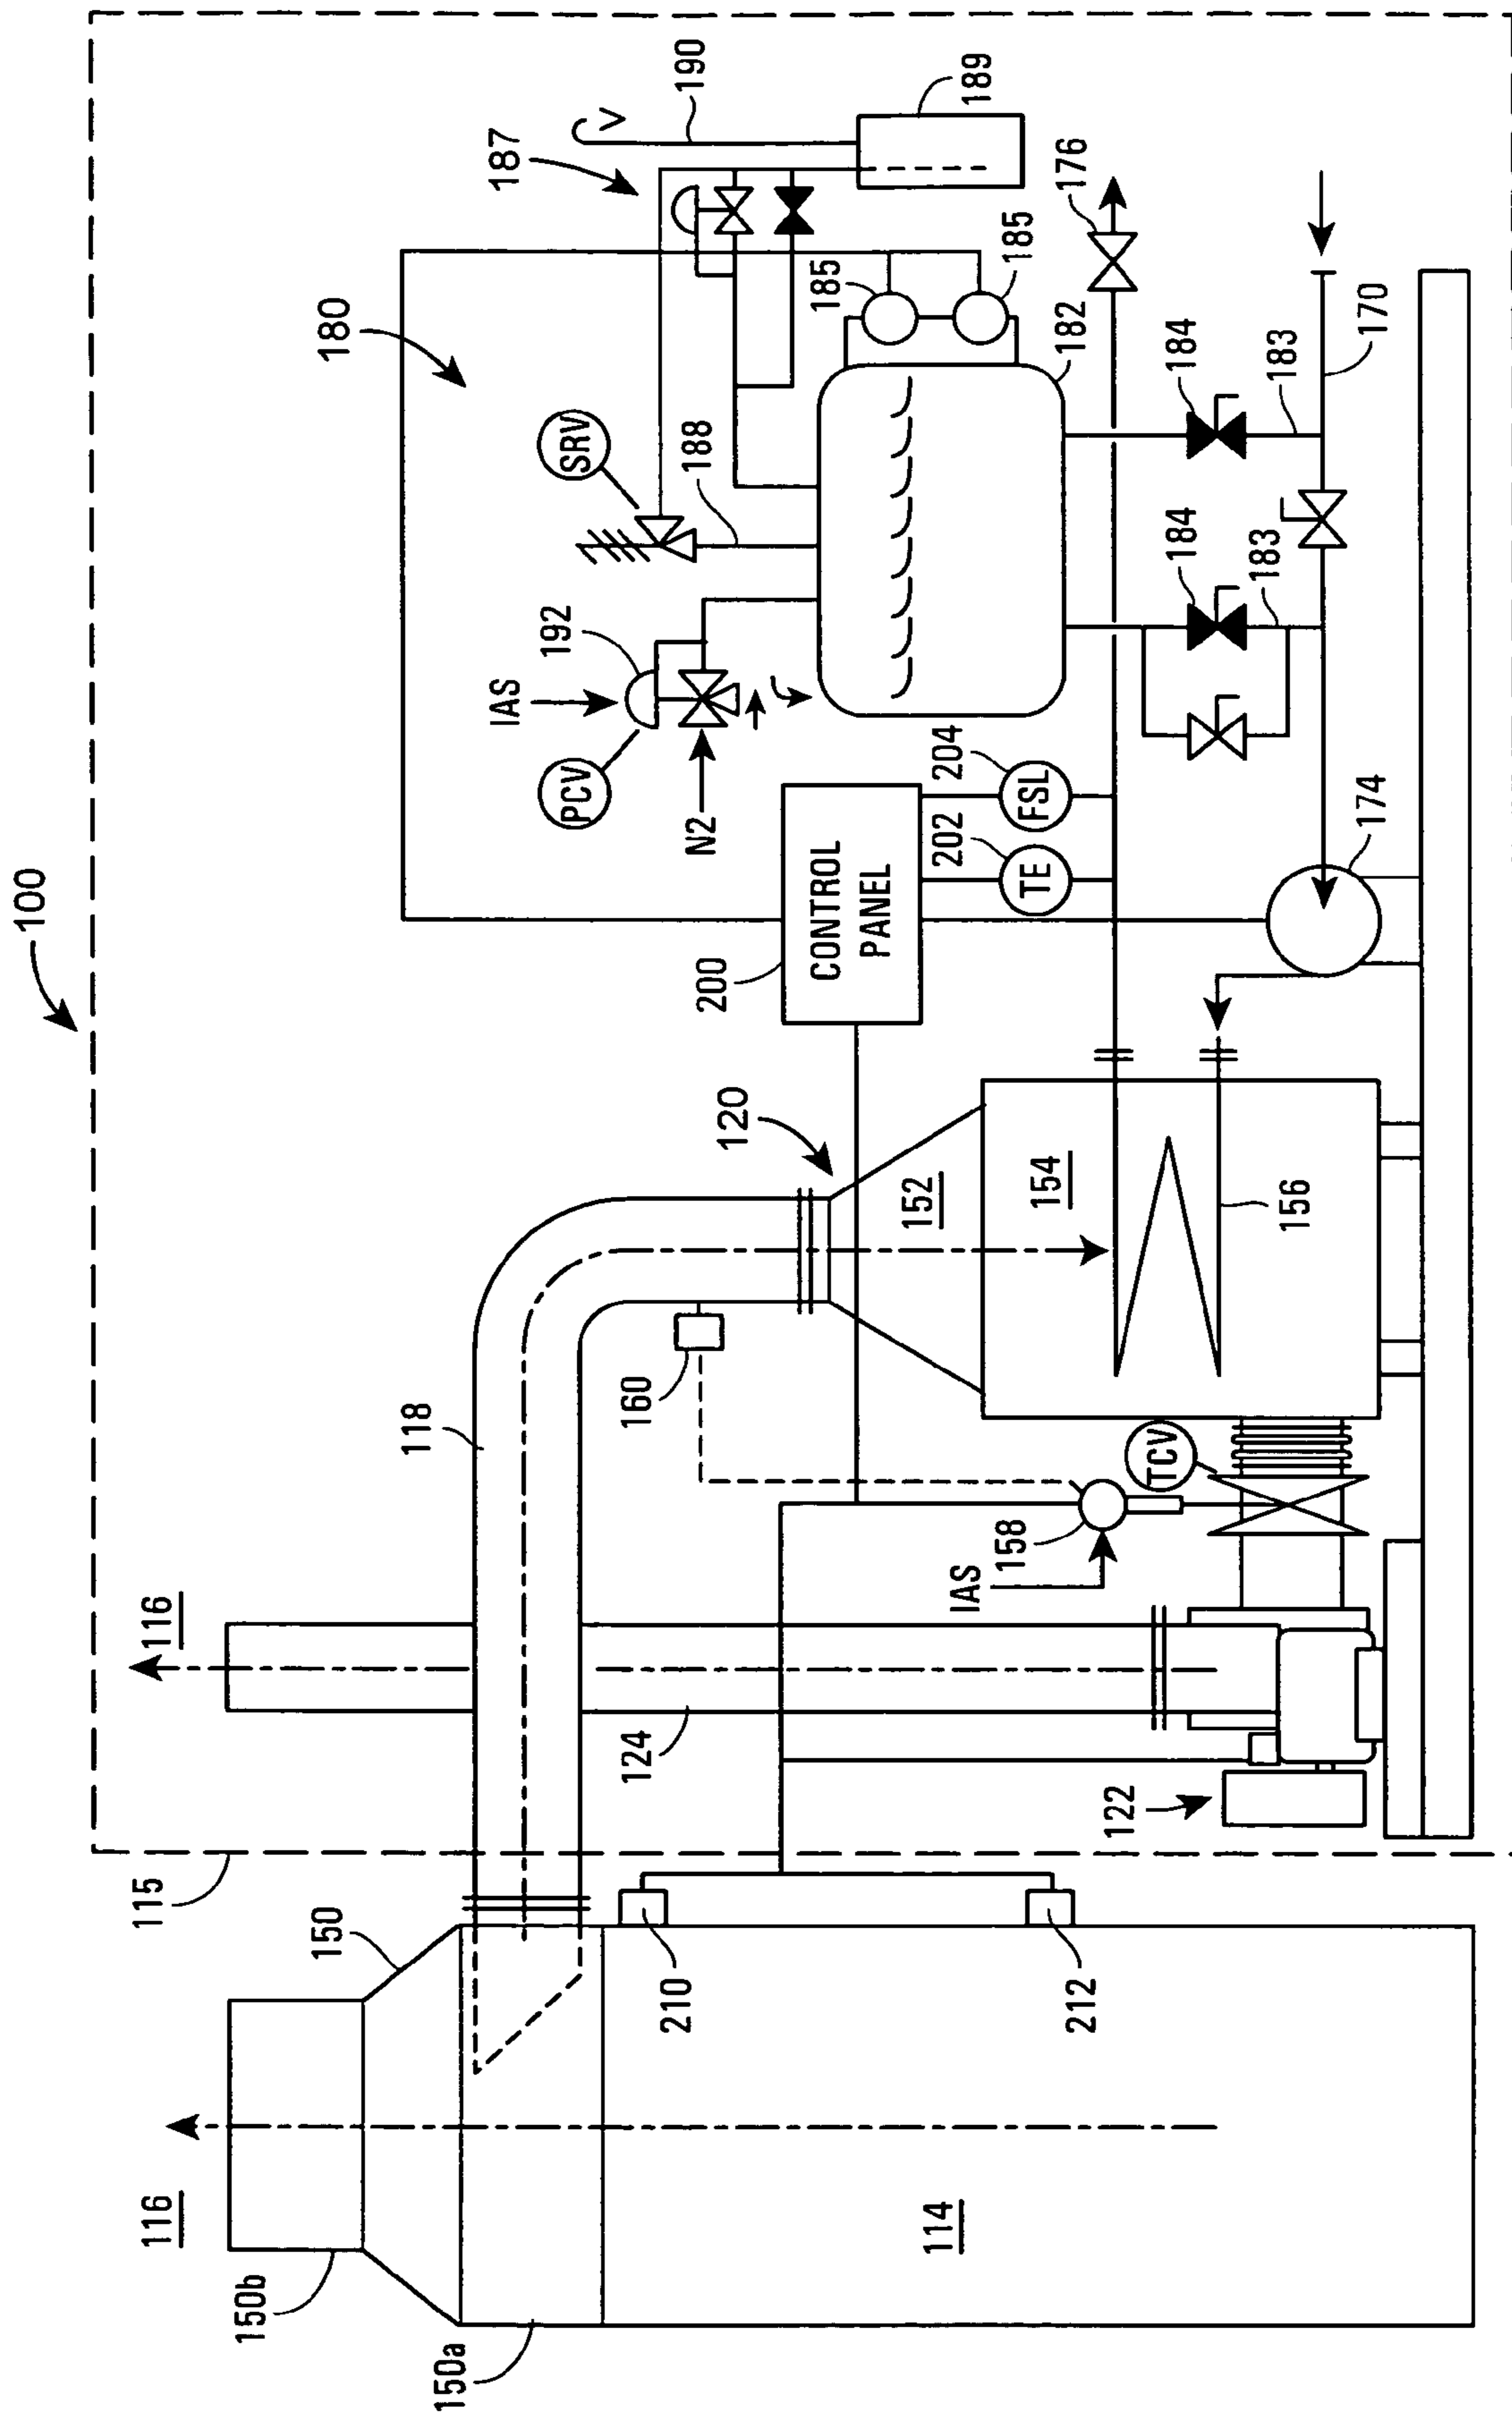 100
115
116
116
150
150b
150a
114
210
212
118
124
122
120
152
154
156
160
158
IAS
TCV
200
CONTROL
PANEL
202
TE
204
FSL
174
170
176
180
182
183
183
184
184
185
185
187
188
189
190
V
SRV
192
IAS
PCV
N2